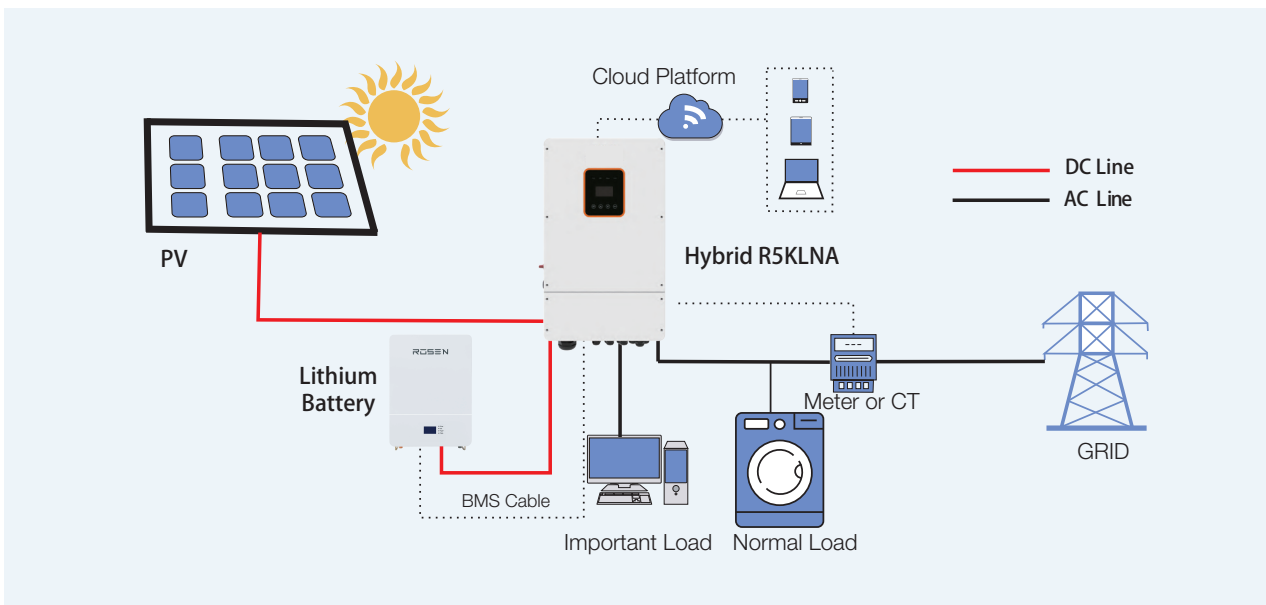 Cloud Platform
DC Line
AC Line
PV
Hybrid R5KLNA
ROSEN
Lithium
Battery
Meter or CT
GRID
BMS Cable
Important Load
Normal Load